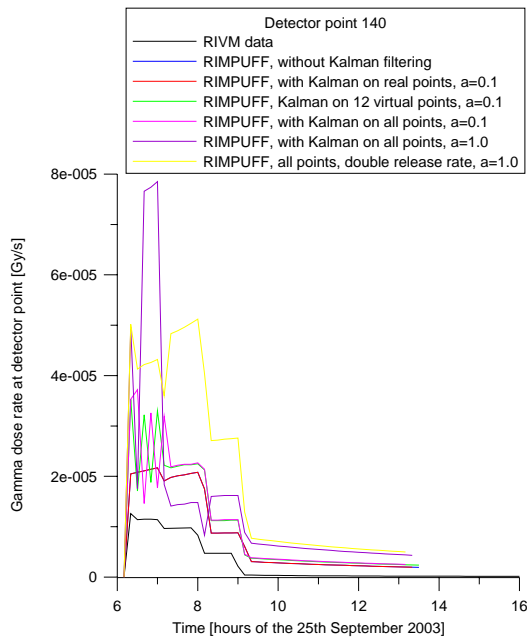 Detector point 140
RIVM data
RIMPUFF, without Kalman filtering
RIMPUFF, with Kalman on real points, a=0.1
RIMPUFF, Kalman on 12 virtual points, a=0.1
RIMPUFF, with Kalman on all points, a=0.1
RIMPUFF, with Kalman on all points, a=1.0
RIMPUFF, all points, double release rate, a=1.0
8e-005
6e-005
4e-005
2e-005
0
Gamma dose rate at detector point [Gy/s]
6 8 10 12 14 16
Time [hours of the 25th September 2003]